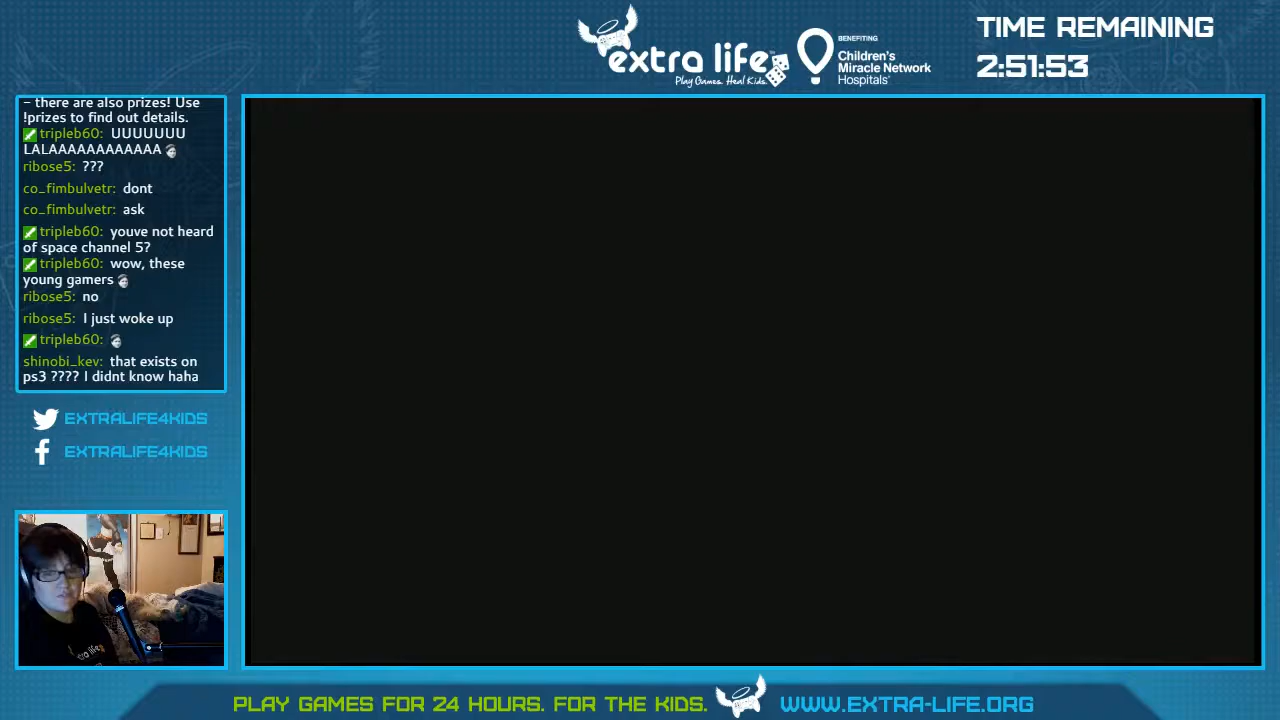 extra life
Play Games. Heal Kids.
BENEFITING
Children's
Miracle Network
Hospitals
TIME REMAINING
2:51:53
- there are also prizes! Use
!prizes to find out details.
tripleb60: UUUUUUU
LALAAAAAAAAAAAA
ribose5: ???
co_fimbulvetr: dont
co_fimbulvetr: ask
tripleb60: youve not heard
of space channel 5?
tripleb60: wow, these
young gamers
ribose5: no
ribose5: I just woke up
tripleb60:
shinobi_kev: that exists on
ps3 ???? I didnt know haha
EXTRALIFE4KIDS
EXTRALIFE4KIDS
PLAY GAMES FOR 24 HOURS. FOR THE KIDS.
WWW.EXTRA-LIFE.ORG